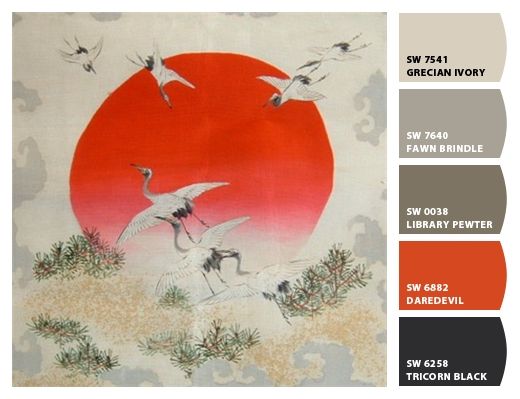 SW 7541
GRECIAN IVORY
SW 7640
FAWN BRINDLE
SW 0038
LIBRARY PEWTER
SW 6882
DAREDEVIL
SW 6258
TRICORN BLACK